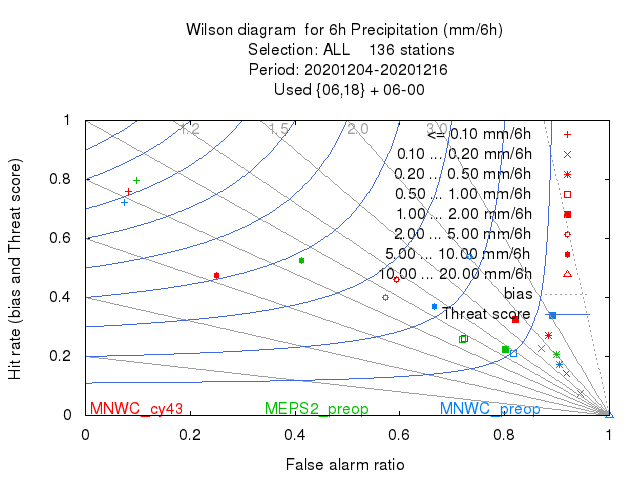 Wilson diagram for 6h Precipitation (mm/6h)
Selection: ALL 136 stations
Period: 20201204-20201216
Used {06,18} + 06-00
Hit rate (bias and Threat score)
1
0.8
0.6
0.4
0.2
0
1.2
1.5
2.0
3.0
<= 0.10 mm/6h
0.10 ... 0.20 mm/6h
0.20 ... 0.50 mm/6h
0.50 ... 1.00 mm/6h
1.00 ... 2.00 mm/6h
2.00 ... 5.00 mm/6h
5.00 ... 10.00 mm/6h
10.00 ... 20.00 mm/6h
bias
Threat score
MNWC_cy43 MEPS2_preop MNWC_preop
0 0.2 0.4 0.6 0.8 1
False alarm ratio